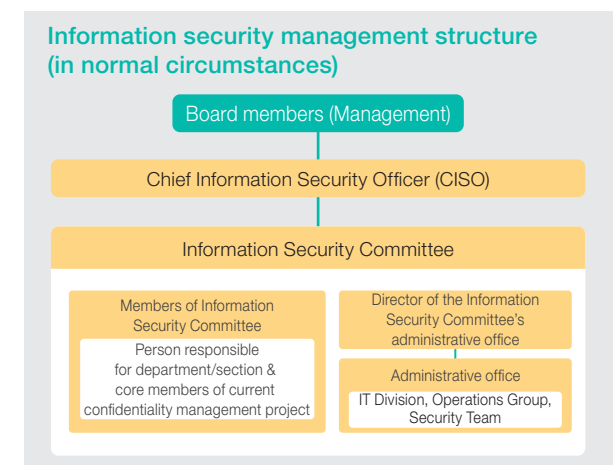 Information security management structure
(in normal circumstances)
Board members (Management)
Chief Information Security Officer (CISO)
Information Security Committee
Members of Information
Security Committee
Person responsible
for department/section &
core members of current
confidentiality management project
Director of the Information
Security Committee's
administrative office
Administrative office
IT Division, Operations Group,
Security Team